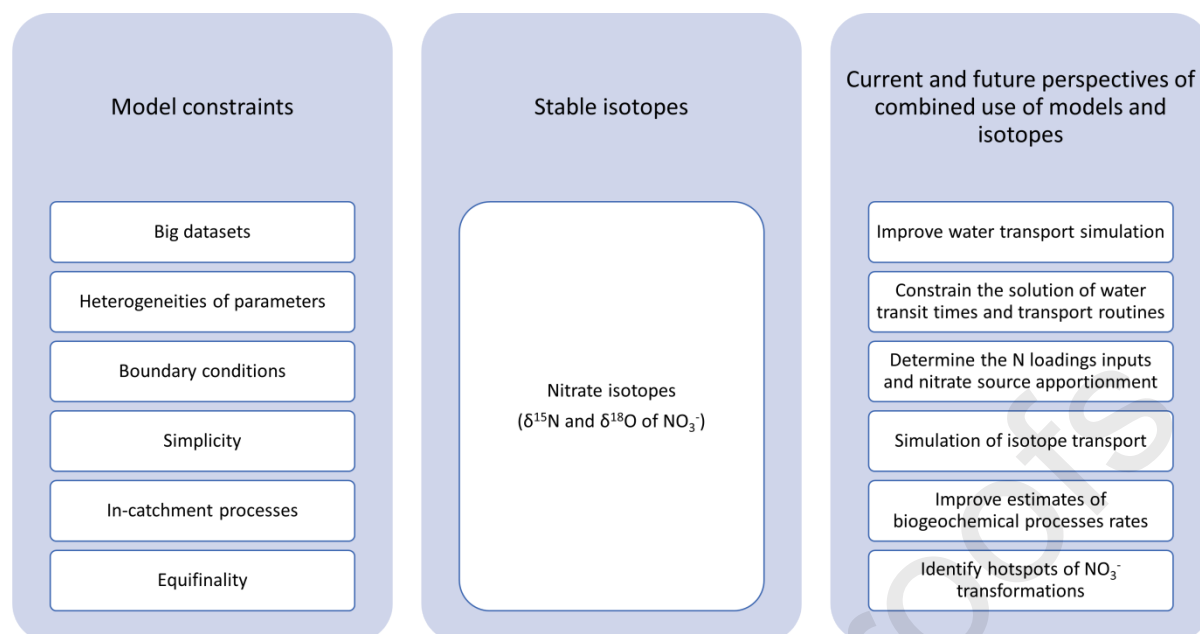 Model constraints
Big datasets
Heterogeneities of parameters
Boundary conditions
Simplicity
In-catchment processes
Equifinality
Stable isotopes
Nitrate isotopes
(δ¹⁵N and δ¹⁸O of NO₃⁻)
Current and future perspectives of
combined use of models and
isotopes
Improve water transport simulation
Constrain the solution of water
transit times and transport routines
Determine the N loadings inputs
and nitrate source apportionment
Simulation of isotope transport
Improve estimates of
biogeochemical processes rates
Identify hotspots of NO₃⁻
transformations
oofs